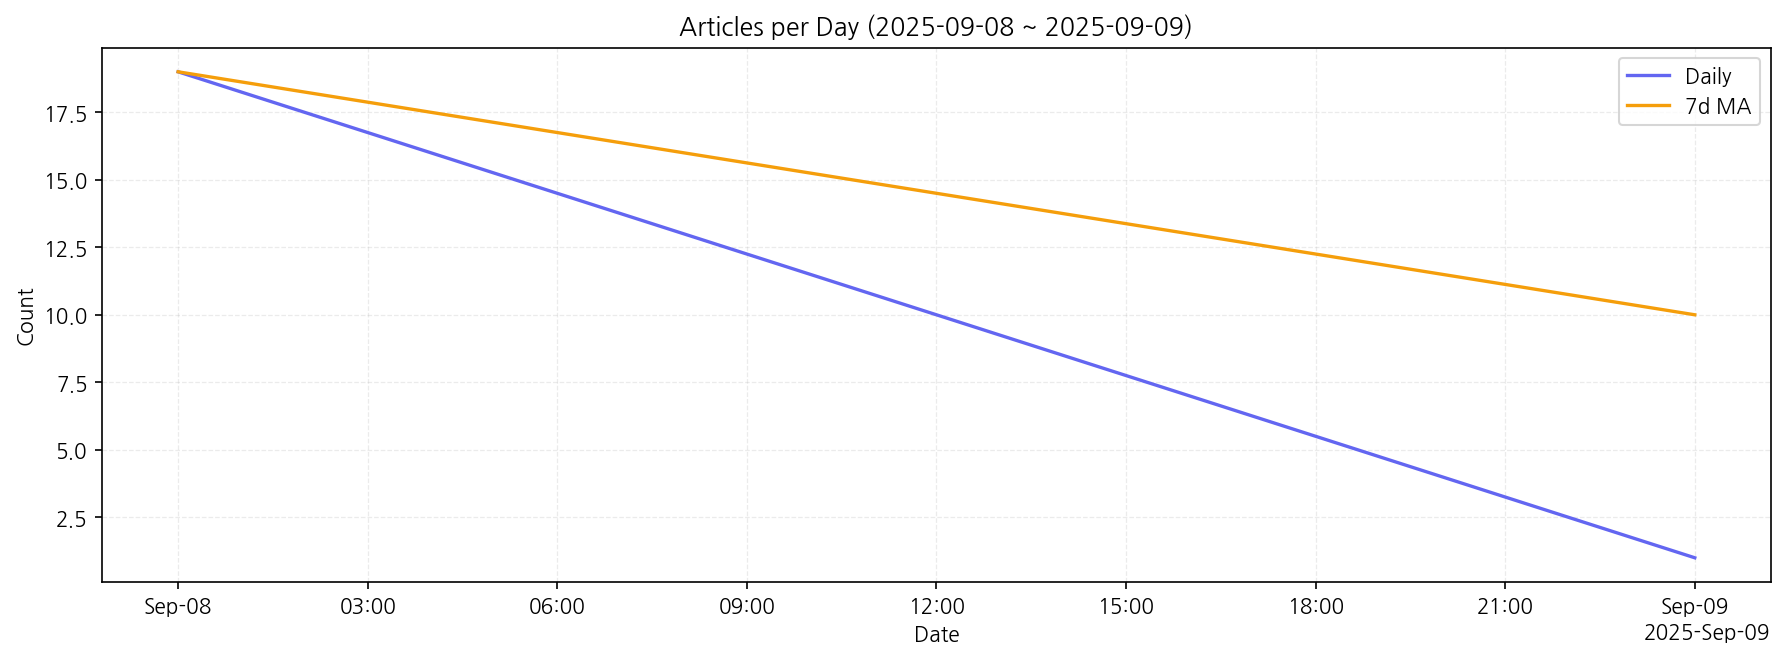 Articles per Day (2025-09-08 ~ 2025-09-09)
Daily
7d MA
17.5
15.0
12.5
10.0
7.5
5.0
2.5
Count
Sep-08 03:00 06:00 09:00 12:00 15:00 18:00 21:00 Sep-09
Date
2025-Sep-09